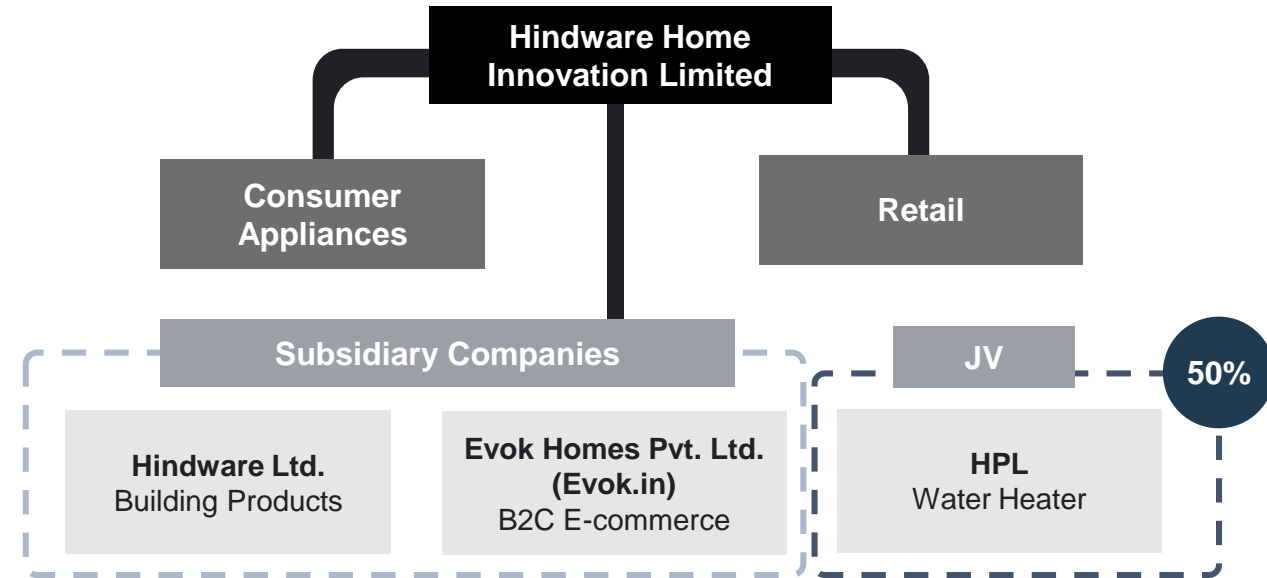 Hindware Home
Innovation Limited
Consumer
Appliances
Retail
Subsidiary Companies
JV
50%
Hindware Ltd.
Building Products
Evok Homes Pvt. Ltd.
(Evok.in)
B2C E-commerce
HPL
Water Heater